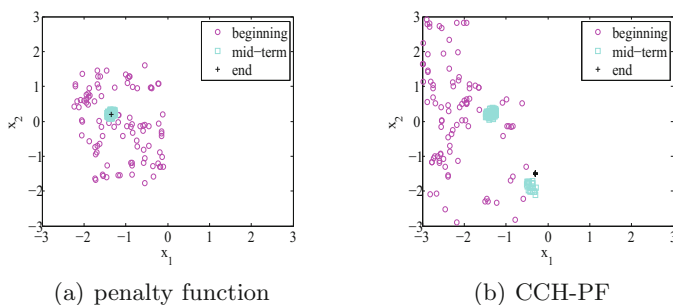 3
2
1
0
−1
−2
−3
x2
−3
−2
−1
0
1
2
3
x1
beginning
mid−term
end
(a) penalty function
3
2
1
0
−1
−2
−3
x2
−3
−2
−1
0
1
2
3
x1
beginning
mid−term
end
(b) CCH-PF